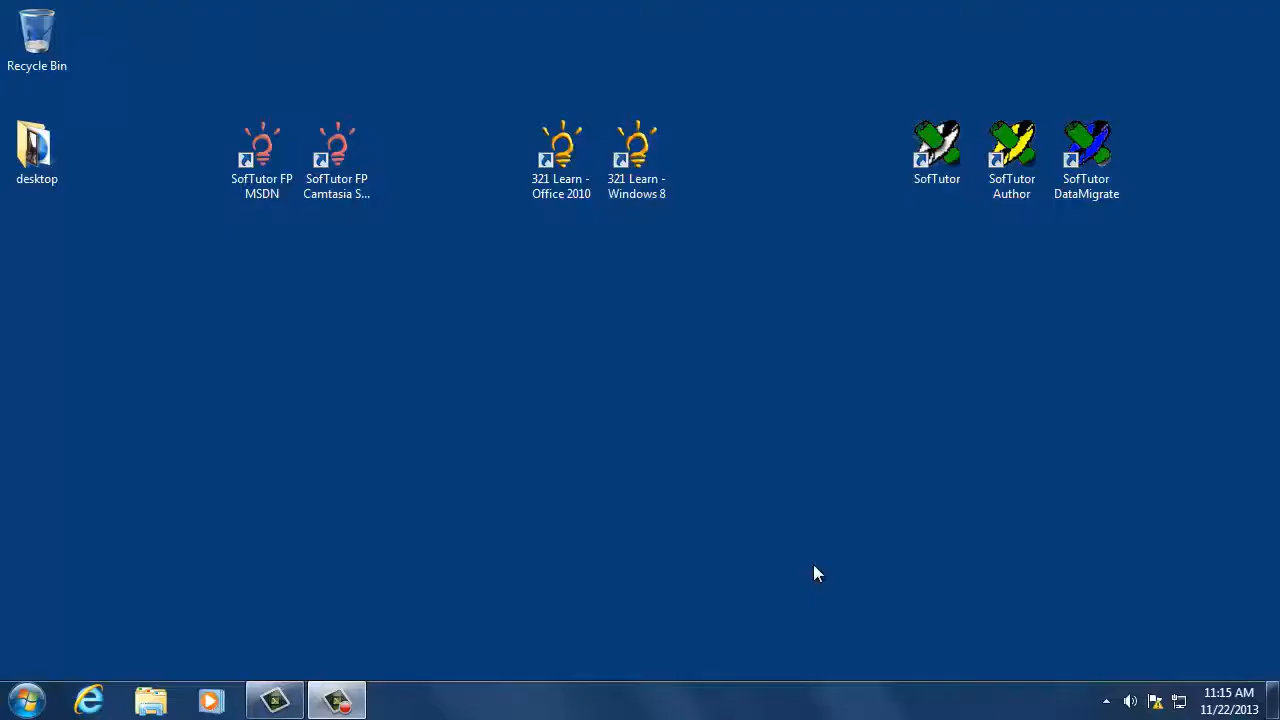 Recycle Bin
desktop
SofTutor FP
MSDN
SofTutor FP
Camtasia S...
321 Learn -
Office 2010
321 Learn -
Windows 8
SofTutor
SofTutor
Author
SofTutor
DataMigrate
11:15 AM
11/22/2013